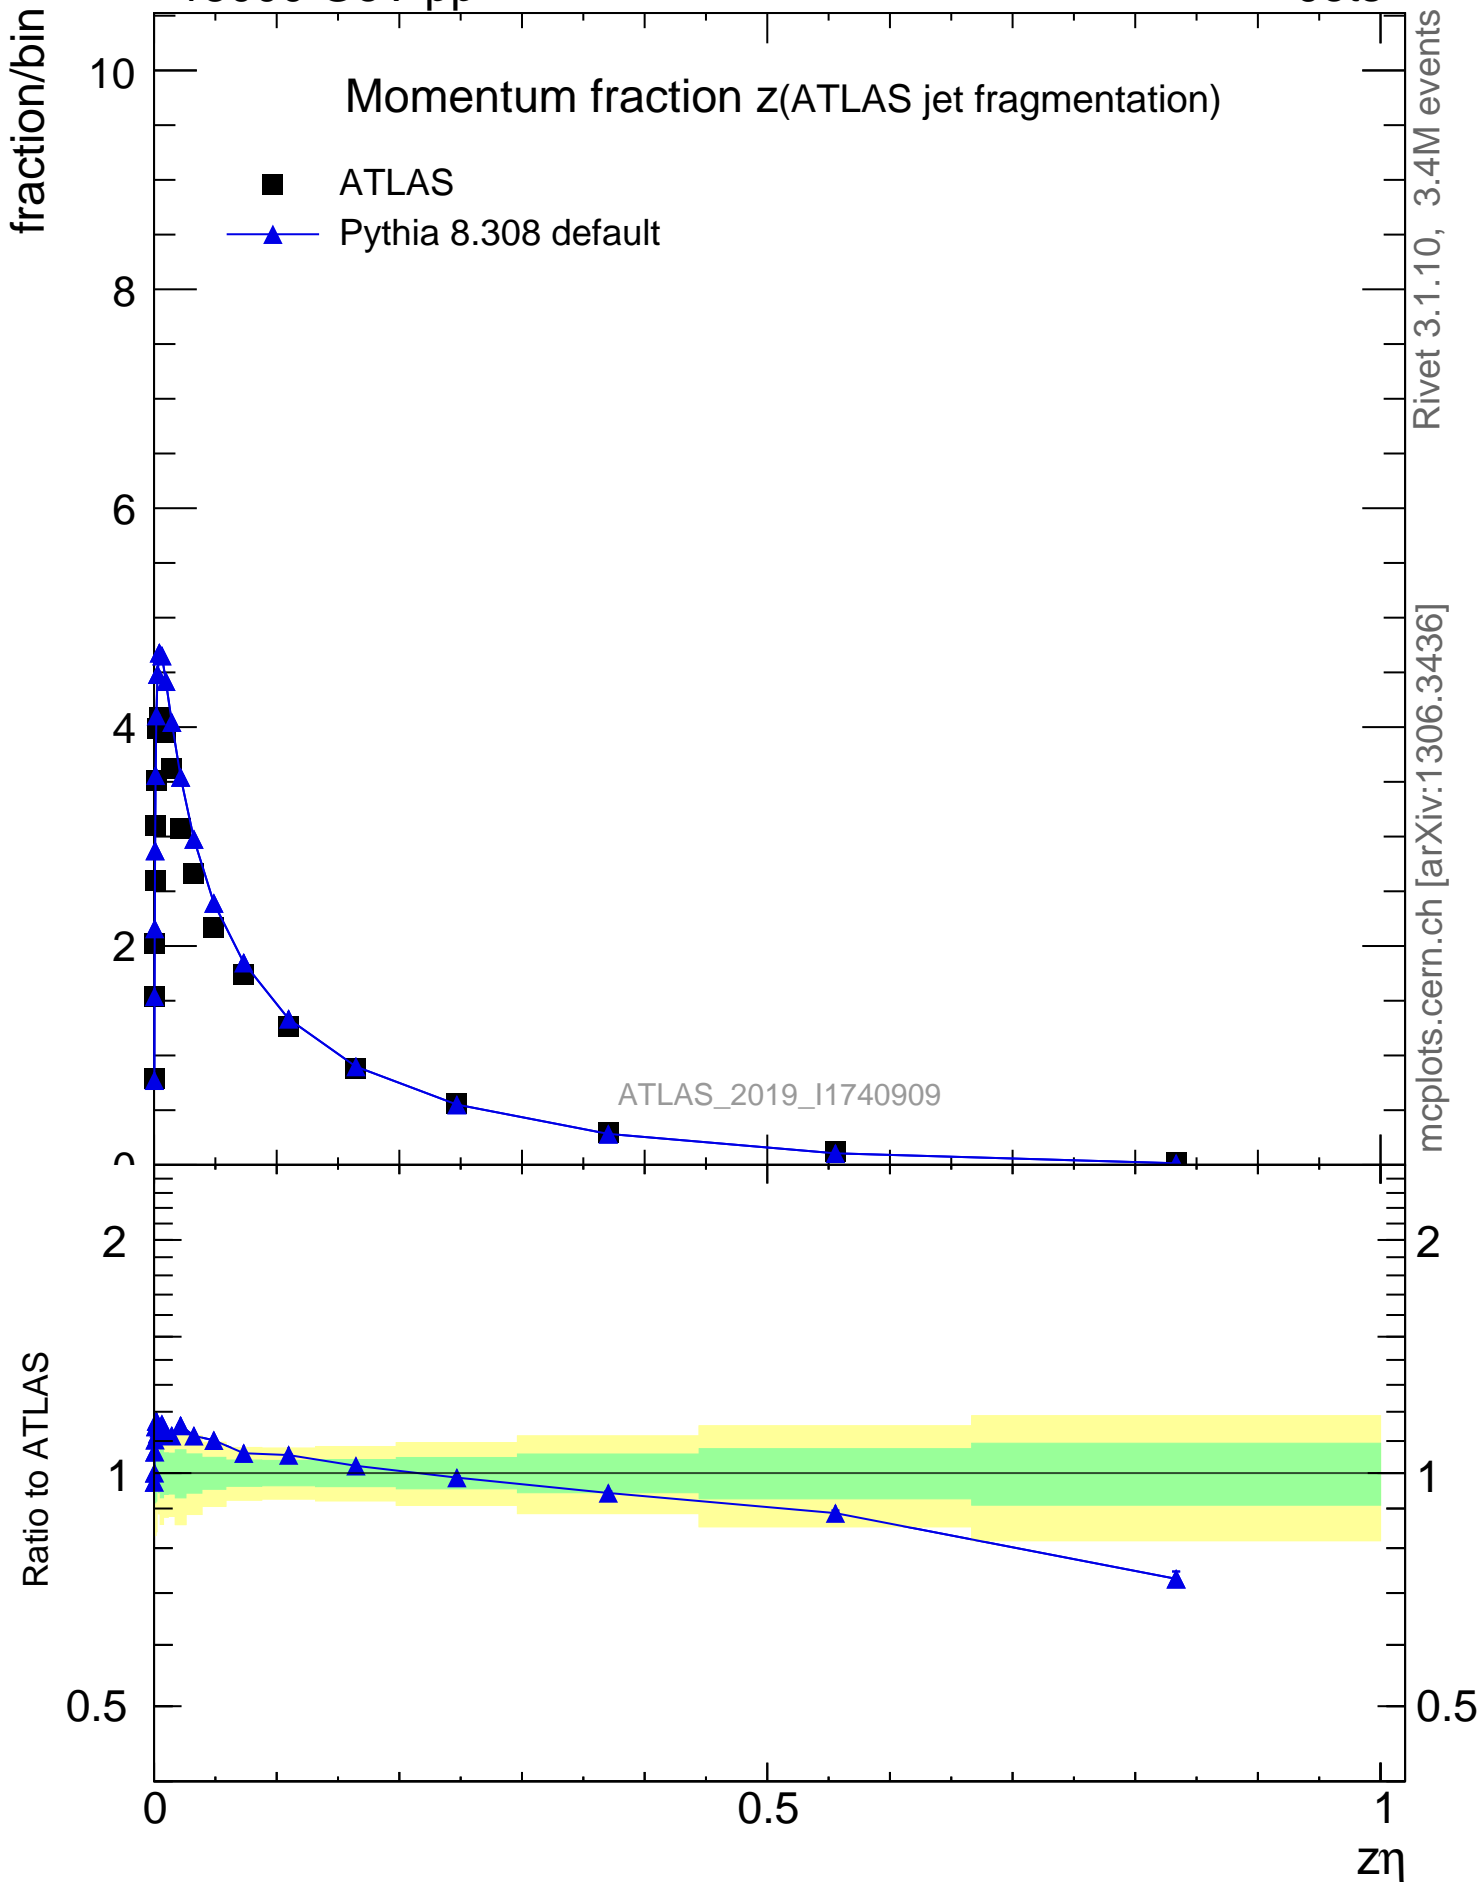 fraction/bin
Momentum fraction z(ATLAS jet fragmentation)
ATLAS
Pythia 8.308 default
10
8
6
4
2
0
ATLAS_2019_I1740909
Rivet 3.1.10, 3.4M events
mcplots.cern.ch [arXiv:1306.3436]
Ratio to ATLAS
2
1
0.5
2
1
0.5
0
0.5
1
zη